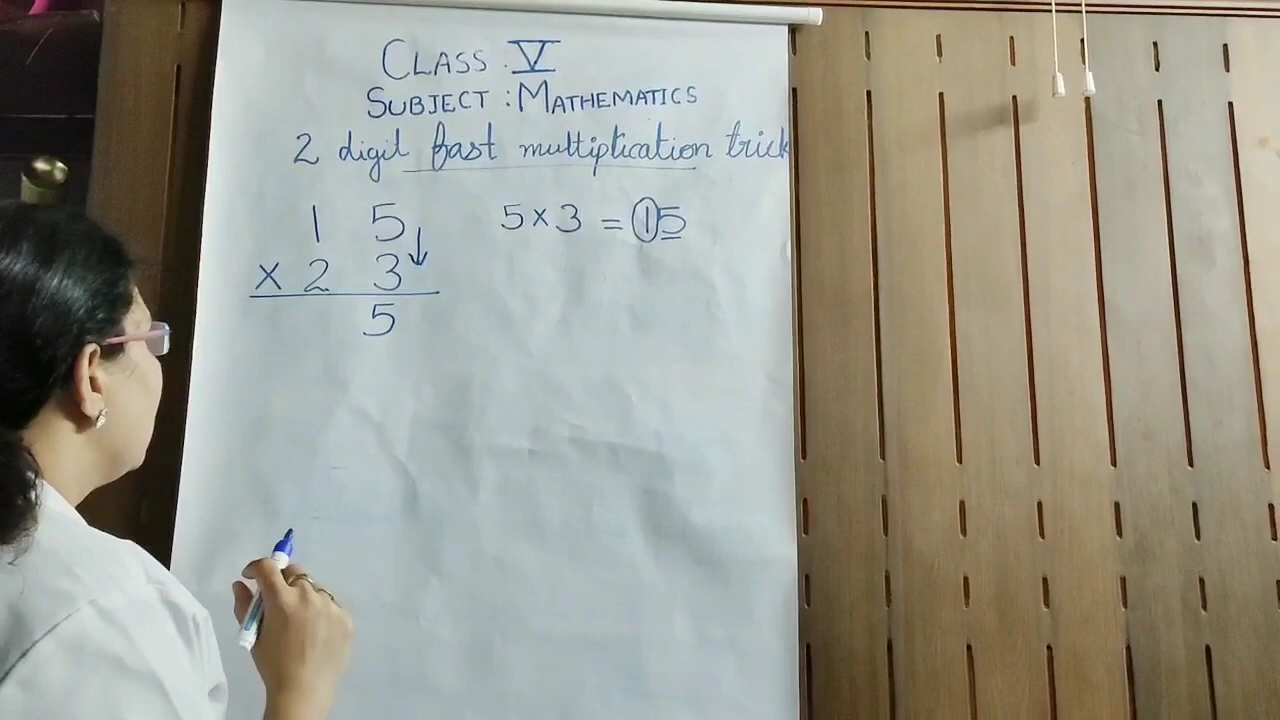 CLASS : V
SUBJECT : MATHEMATICS
2 digit fast multiplication trick
1 5 ↓ 5 x 3 = 15
x 2 3
5